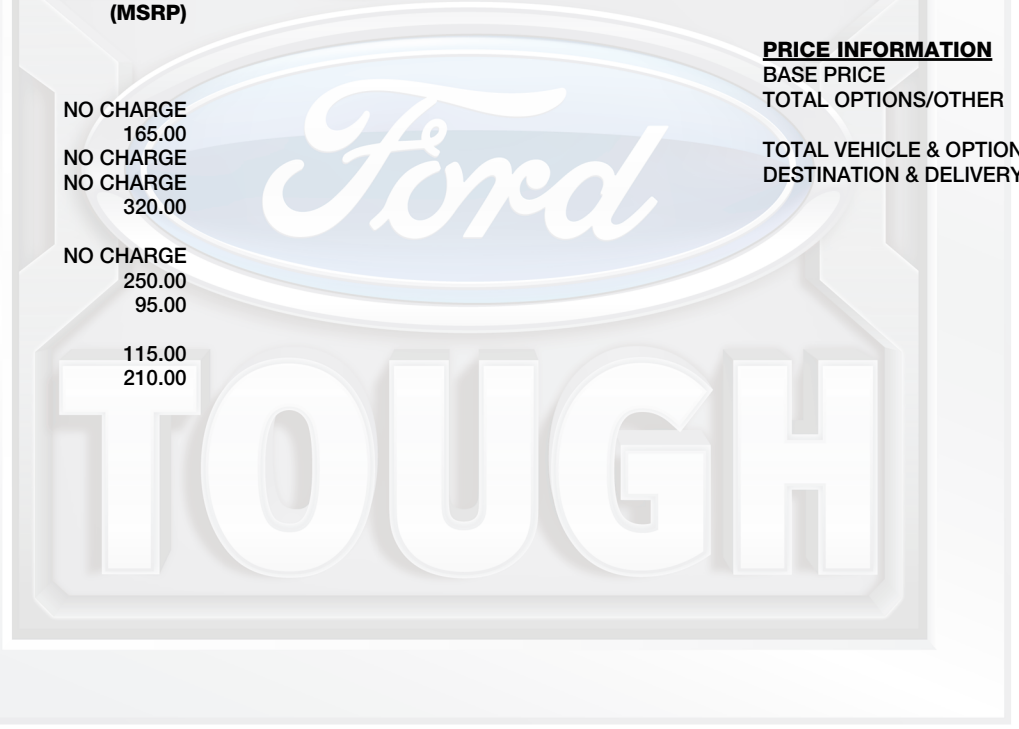 (MSRP)
NO CHARGE
165.00
NO CHARGE
NO CHARGE
320.00
NO CHARGE
250.00
95.00
115.00
210.00
PRICE INFORMATION
BASE PRICE
TOTAL OPTIONS/OTHER
TOTAL VEHICLE & OPTION
DESTINATION & DELIVERY
Ford
TOUGH